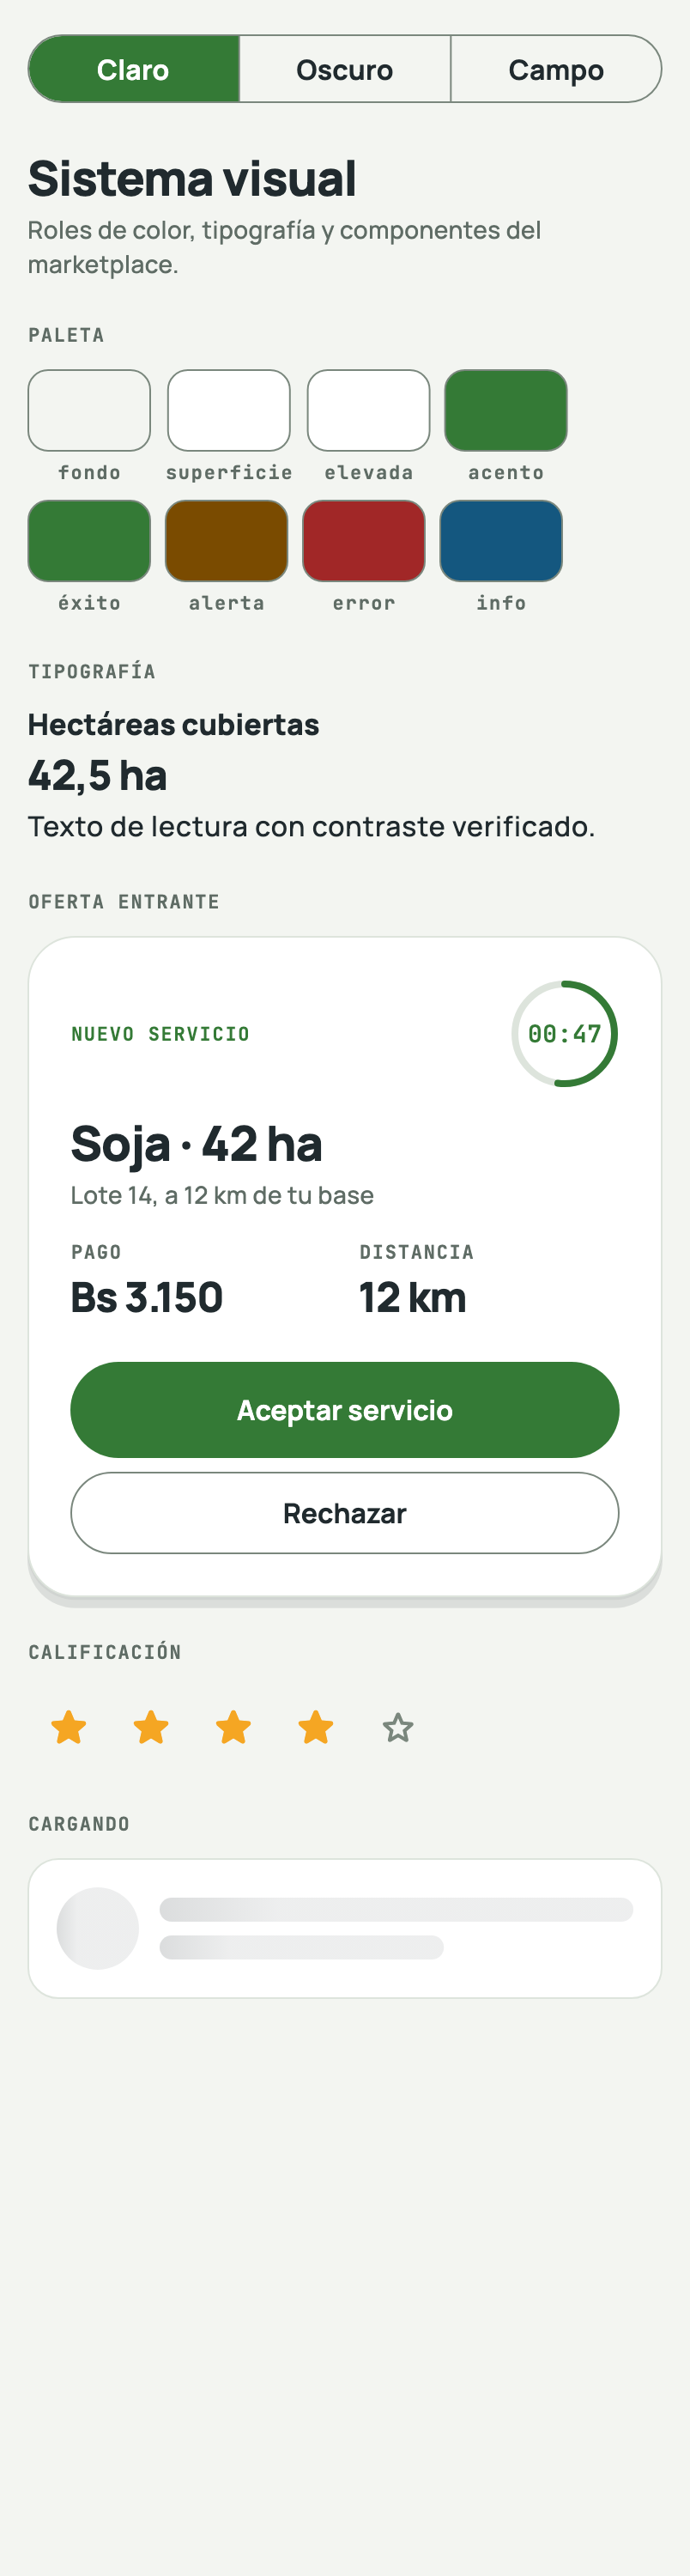 Claro Oscuro Campo
Sistema visual
Roles de color, tipografía y componentes del
marketplace.
PALETA
fondo superficie elevada acento
éxito alerta error info
TIPOGRAFÍA
Hectáreas cubiertas
42,5 ha
Texto de lectura con contraste verificado.
OFERTA ENTRANTE
NUEVO SERVICIO 00:47
Soja · 42 ha
Lote 14, a 12 km de tu base
PAGO DISTANCIA
Bs 3.150 12 km
Aceptar servicio
Rechazar
CALIFICACIÓN
CARGANDO